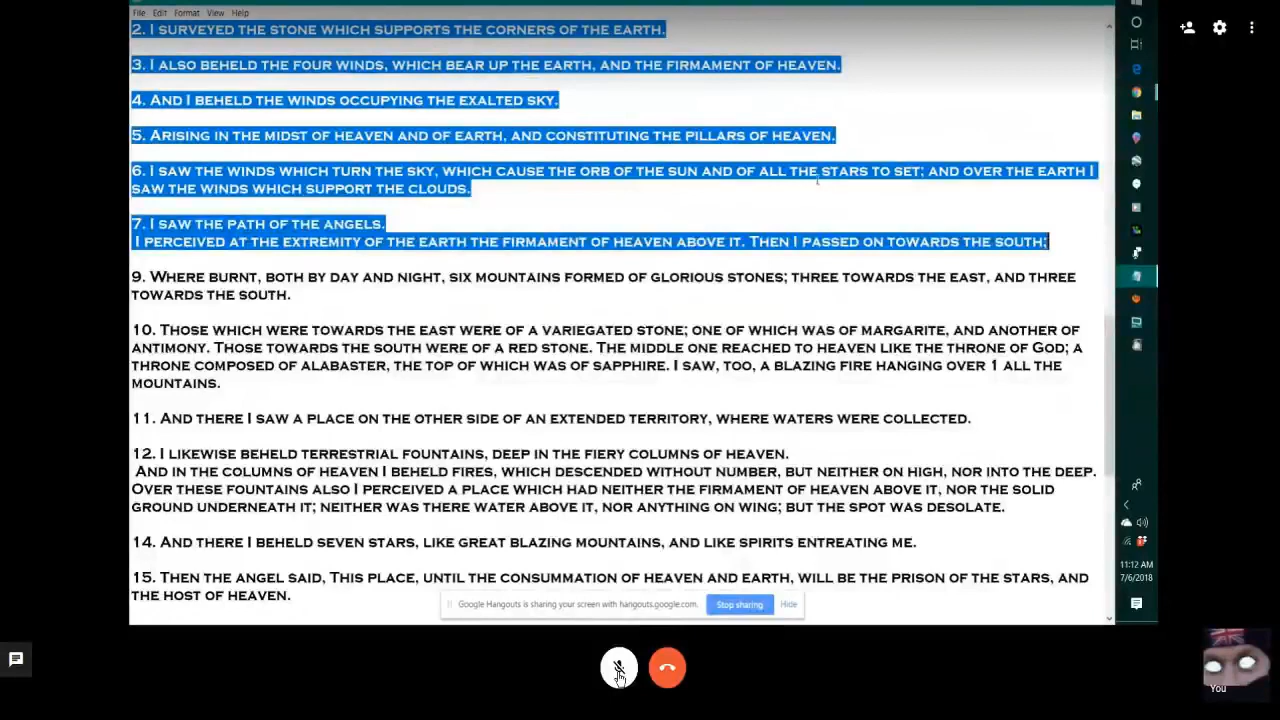 File Edit Format View Help
2. I SURVEYED THE STONE WHICH SUPPORTS THE CORNERS OF THE EARTH.
3. I ALSO BEHELD THE FOUR WINDS, WHICH BEAR UP THE EARTH, AND THE FIRMAMENT OF HEAVEN.
4. AND I BEHELD THE WINDS OCCUPYING THE EXALTED SKY.
5. ARISING IN THE MIDST OF HEAVEN AND OF EARTH, AND CONSTITUTING THE PILLARS OF HEAVEN.
6. I SAW THE WINDS WHICH TURN THE SKY, WHICH CAUSE THE ORB OF THE SUN AND OF ALL THE STARS TO SET; AND OVER THE EARTH I
SAW THE WINDS WHICH SUPPORT THE CLOUDS.
7. I SAW THE PATH OF THE ANGELS.
I PERCEIVED AT THE EXTREMITY OF THE EARTH THE FIRMAMENT OF HEAVEN ABOVE IT. THEN I PASSED ON TOWARDS THE SOUTH;
9. WHERE BURNT, BOTH BY DAY AND NIGHT, SIX MOUNTAINS FORMED OF GLORIOUS STONES; THREE TOWARDS THE EAST, AND THREE
TOWARDS THE SOUTH.
10. THOSE WHICH WERE TOWARDS THE EAST WERE OF A VARIEGATED STONE; ONE OF WHICH WAS OF MARGARITE, AND ANOTHER OF
ANTIMONY. THOSE TOWARDS THE SOUTH WERE OF A RED STONE. THE MIDDLE ONE REACHED TO HEAVEN LIKE THE THRONE OF GOD; A
THRONE COMPOSED OF ALABASTER, THE TOP OF WHICH WAS OF SAPPHIRE. I SAW, TOO, A BLAZING FIRE HANGING OVER 1 ALL THE
MOUNTAINS.
11. AND THERE I SAW A PLACE ON THE OTHER SIDE OF AN EXTENDED TERRITORY, WHERE WATERS WERE COLLECTED.
12. I LIKEWISE BEHELD TERRESTRIAL FOUNTAINS, DEEP IN THE FIERY COLUMNS OF HEAVEN.
AND IN THE COLUMNS OF HEAVEN I BEHELD FIRES, WHICH DESCENDED WITHOUT NUMBER, BUT NEITHER ON HIGH, NOR INTO THE DEEP.
OVER THESE FOUNTAINS ALSO I PERCEIVED A PLACE WHICH HAD NEITHER THE FIRMAMENT OF HEAVEN ABOVE IT, NOR THE SOLID
GROUND UNDERNEATH IT; NEITHER WAS THERE WATER ABOVE IT, NOR ANYTHING ON WING; BUT THE SPOT WAS DESOLATE.
14. AND THERE I BEHELD SEVEN STARS, LIKE GREAT BLAZING MOUNTAINS, AND LIKE SPIRITS ENTREATING ME.
15. THEN THE ANGEL SAID, THIS PLACE, UNTIL THE CONSUMMATION OF HEAVEN AND EARTH, WILL BE THE PRISON OF THE STARS, AND
THE HOST OF HEAVEN.
Google Hangouts is sharing your screen with hangouts.google.com. Stop sharing Hide
11:12 AM
7/6/2018
You